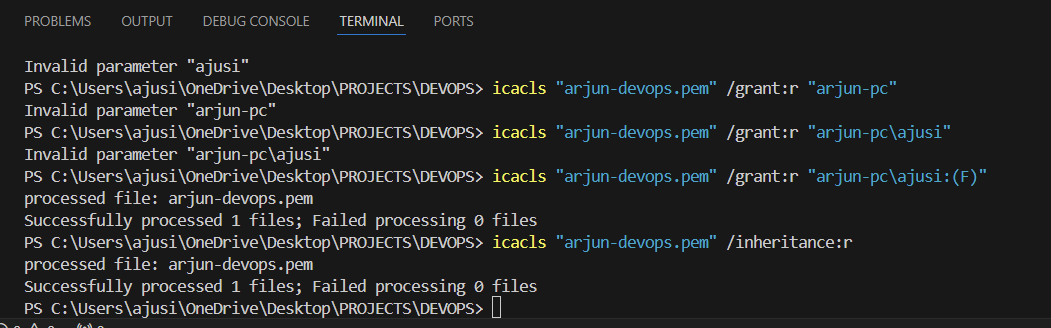 PROBLEMS OUTPUT DEBUG CONSOLE TERMINAL PORTS
Invalid parameter "ajusi"
PS C:\Users\ajusi\OneDrive\Desktop\PROJECTS\DEVOPS> icacls "arjun-devops.pem" /grant:r "arjun-pc"
Invalid parameter "arjun-pc"
PS C:\Users\ajusi\OneDrive\Desktop\PROJECTS\DEVOPS> icacls "arjun-devops.pem" /grant:r "arjun-pc\ajusi"
Invalid parameter "arjun-pc\ajusi"
PS C:\Users\ajusi\OneDrive\Desktop\PROJECTS\DEVOPS> icacls "arjun-devops.pem" /grant:r "arjun-pc\ajusi:(F)"
processed file: arjun-devops.pem
Successfully processed 1 files; Failed processing 0 files
PS C:\Users\ajusi\OneDrive\Desktop\PROJECTS\DEVOPS> icacls "arjun-devops.pem" /inheritance:r
processed file: arjun-devops.pem
Successfully processed 1 files; Failed processing 0 files
PS C:\Users\ajusi\OneDrive\Desktop\PROJECTS\DEVOPS>